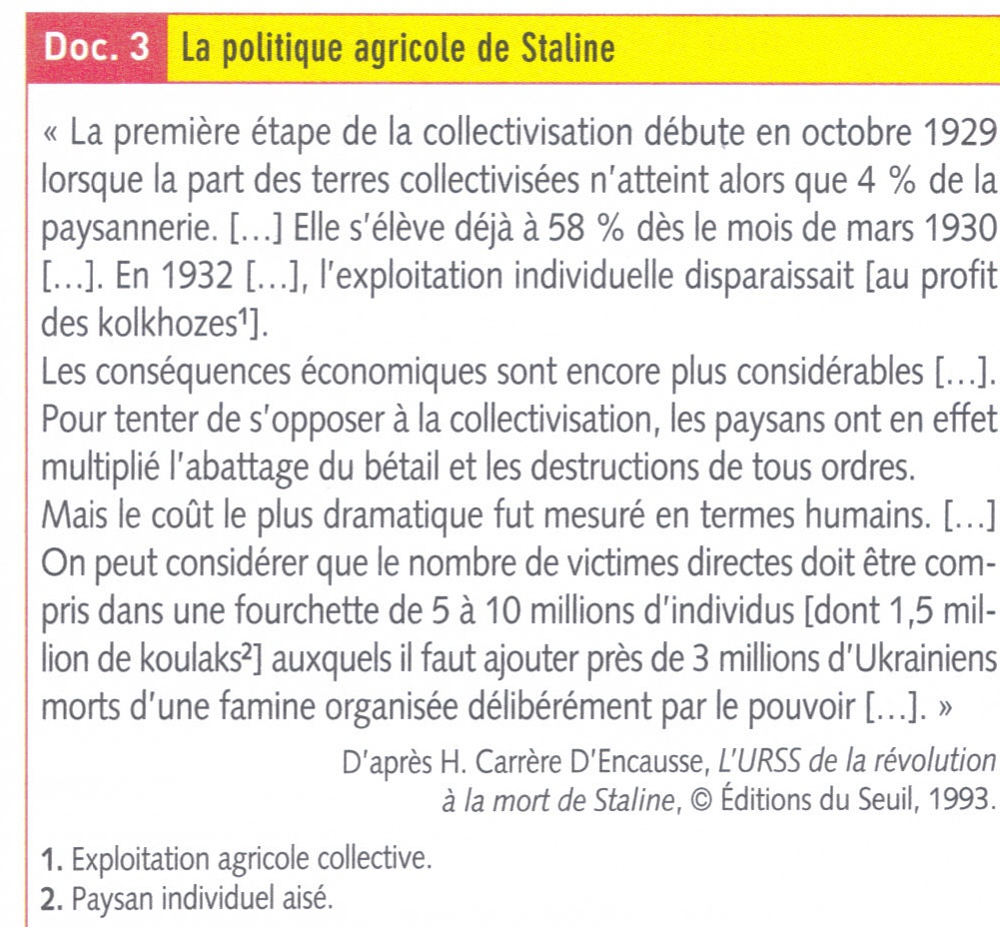 Doc. 3 La politique agricole de Staline
« La première étape de la collectivisation débute en octobre 1929
lorsque la part des terres collectivisées n’atteint alors que 4 % de la
paysannerie. […] Elle s’élève déjà à 58 % dès le mois de mars 1930
[…]. En 1932 […], l’exploitation individuelle disparaissait [au profit
des kolkhozes¹].
Les conséquences économiques sont encore plus considérables […].
Pour tenter de s’opposer à la collectivisation, les paysans ont en effet
multiplié l’abattage du bétail et les destructions de tous ordres.
Mais le coût le plus dramatique fut mesuré en termes humains. […]
On peut considérer que le nombre de victimes directes doit être com-
pris dans une fourchette de 5 à 10 millions d’individus [dont 1,5 mil-
lion de koulaks²] auxquels il faut ajouter près de 3 millions d’Ukrainiens
morts d’une famine organisée délibérément par le pouvoir […]. »
D’après H. Carrère D’Encausse, L’URSS de la révolution
à la mort de Staline, © Éditions du Seuil, 1993.
1. Exploitation agricole collective.
2. Paysan individuel aisé.